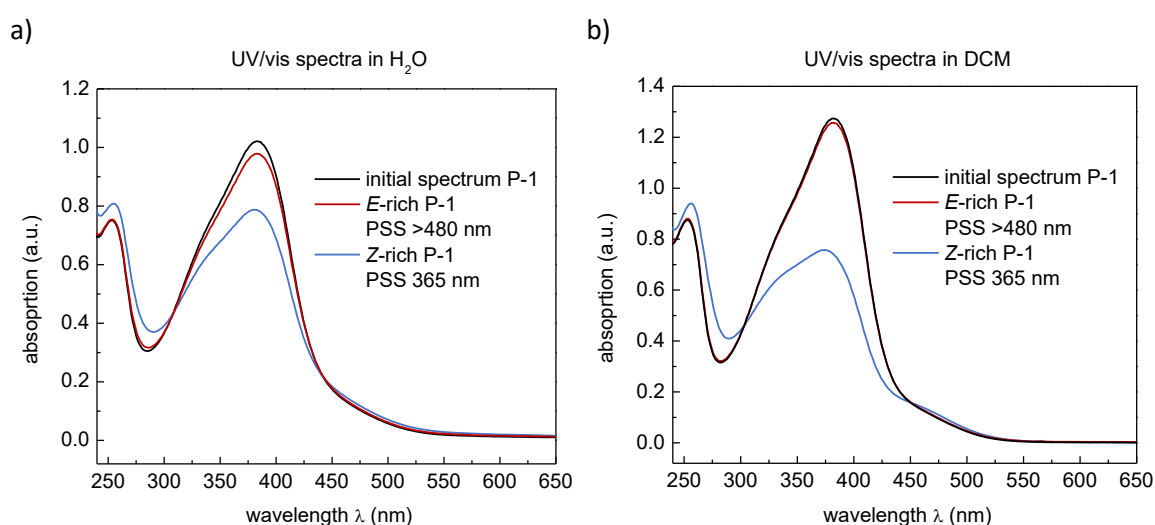 a)
UV/vis spectra in H₂O
1.2
1.0
0.8
0.6
0.4
0.2
0.0
absoprtion (a.u.)
initial spectrum P-1
E-rich P-1
PSS >480 nm
Z-rich P-1
PSS 365 nm
250 300 350 400 450 500 550 600 650
wavelength λ (nm)
b)
UV/vis spectra in DCM
1.4
1.2
1.0
0.8
0.6
0.4
0.2
0.0
absoprtion (a.u.)
initial spectrum P-1
E-rich P-1
PSS >480 nm
Z-rich P-1
PSS 365 nm
250 300 350 400 450 500 550 600 650
wavelength λ (nm)